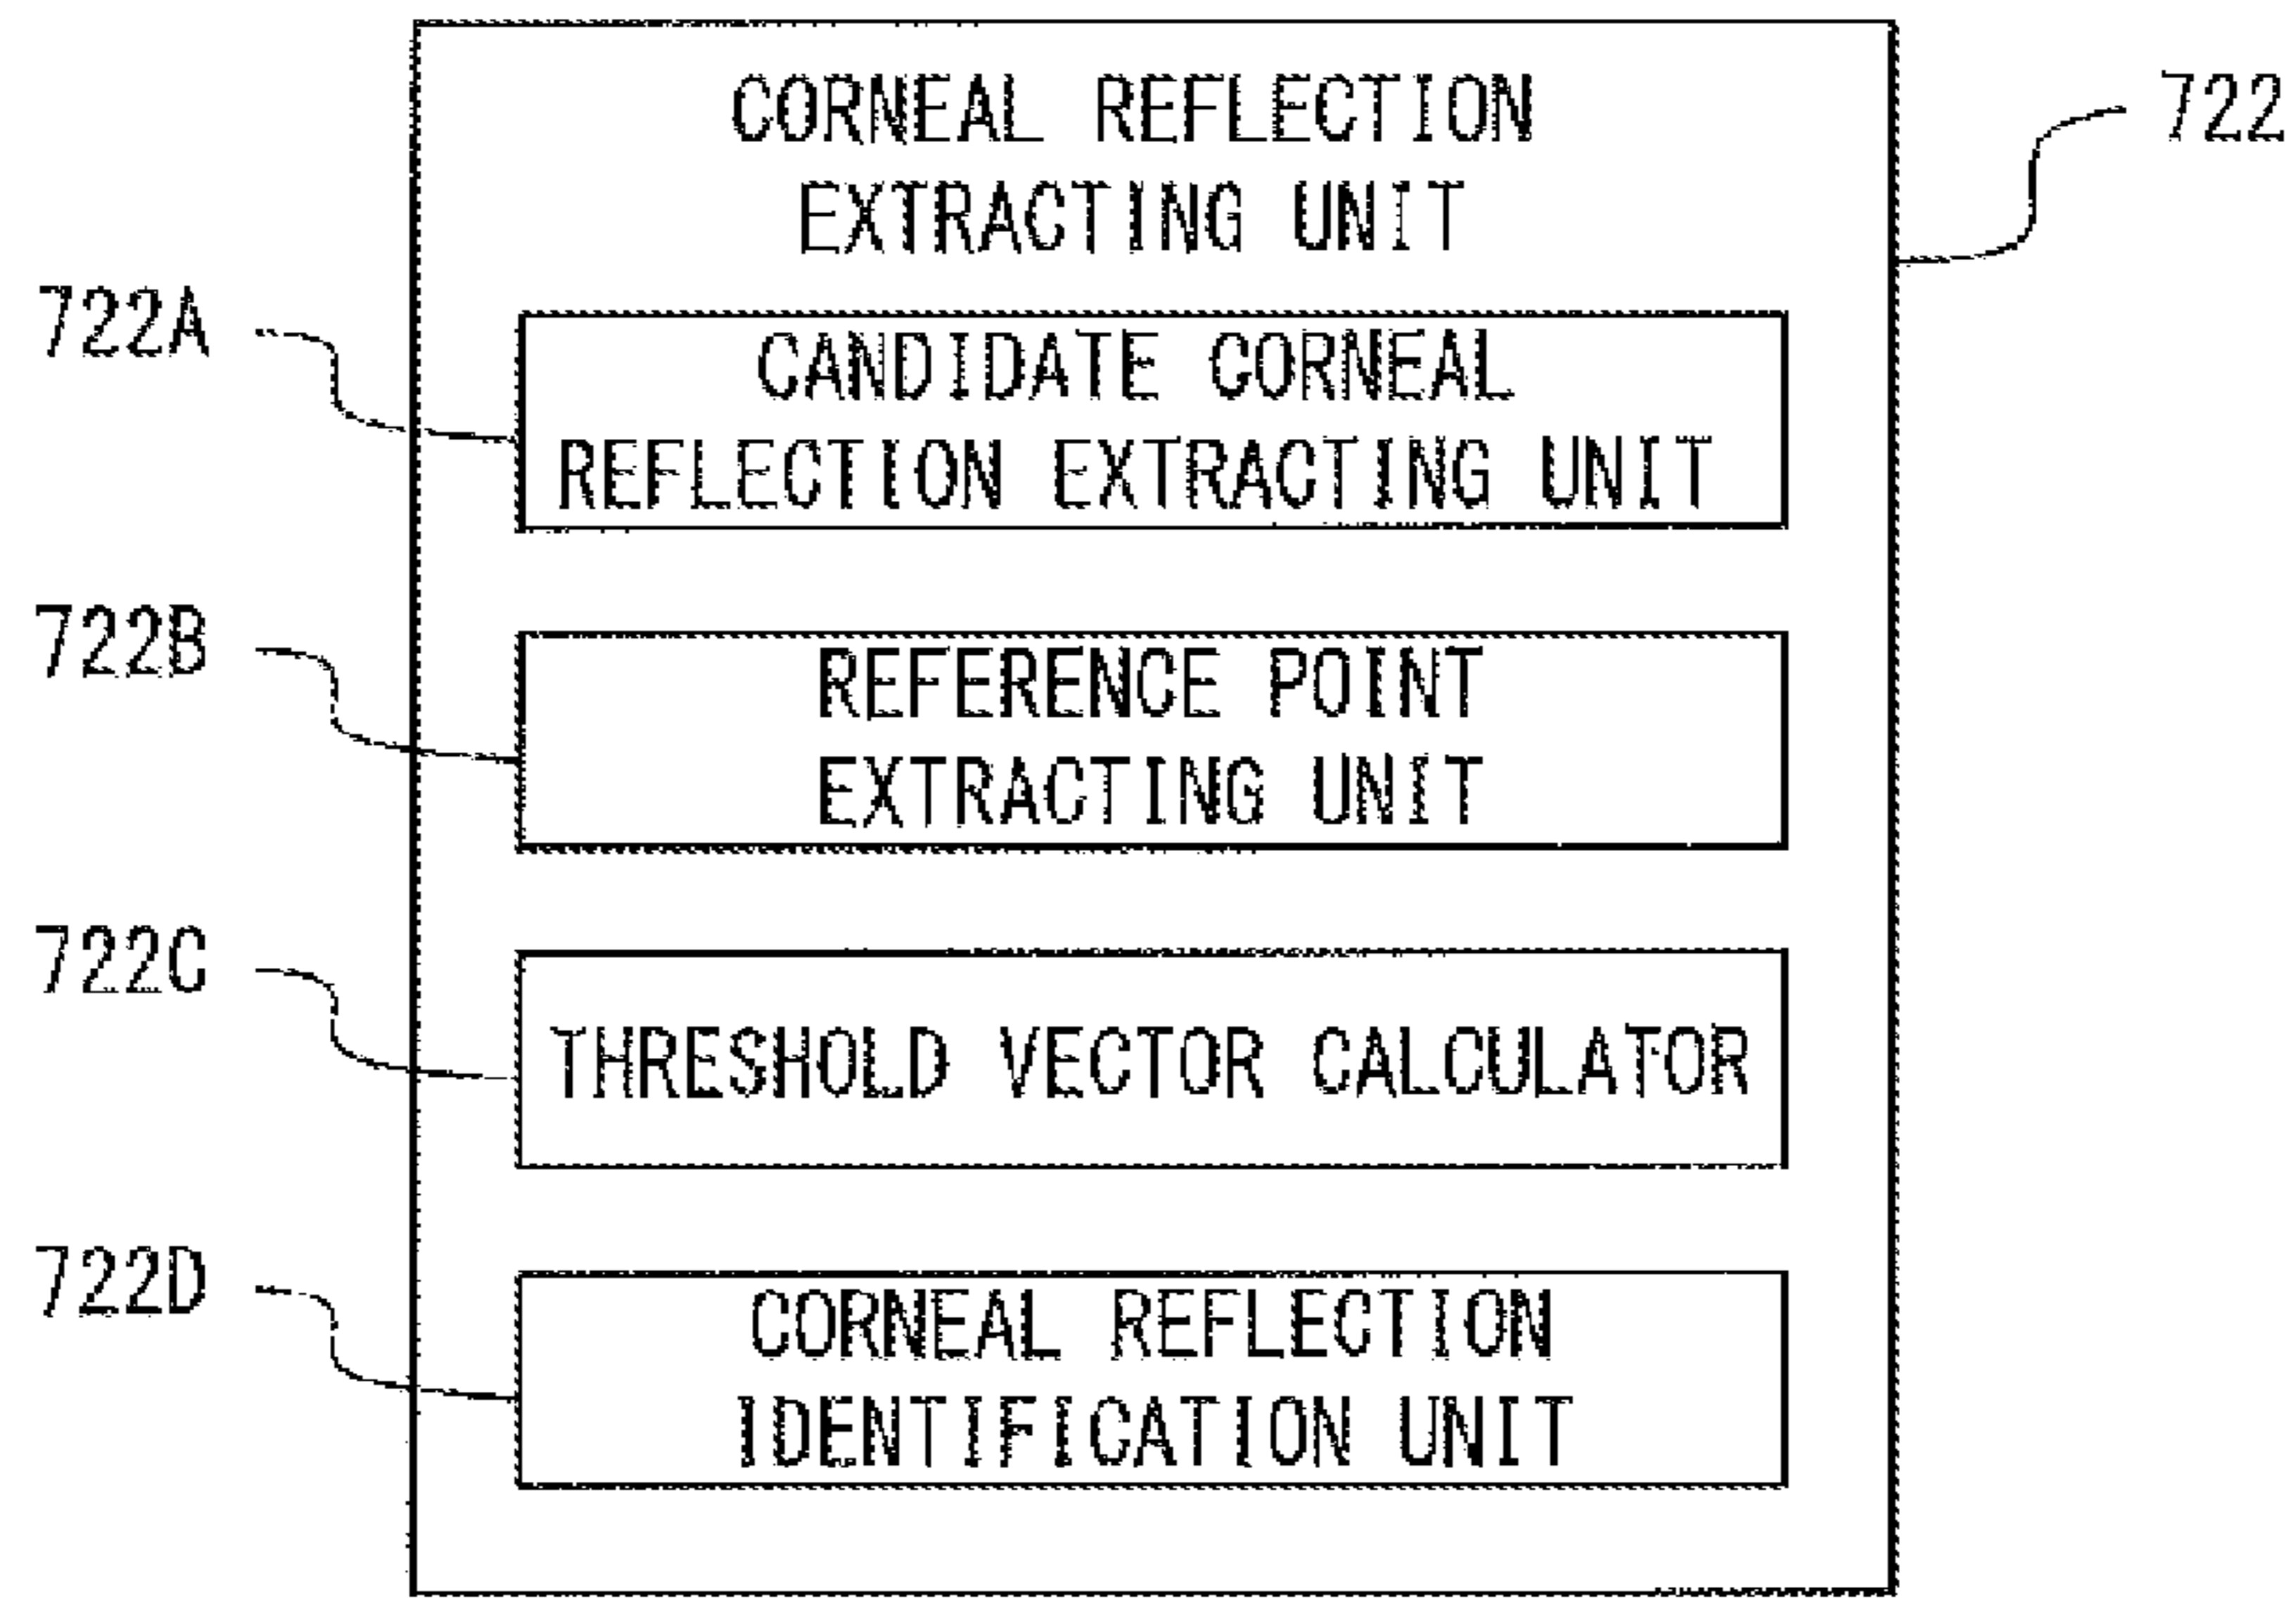 CORNEAL REFLECTION
EXTRACTING UNIT
722
722A
CANDIDATE CORNEAL
REFLECTION EXTRACTING UNIT
722B
REFERENCE POINT
EXTRACTING UNIT
722C
THRESHOLD VECTOR CALCULATOR
722D
CORNEAL REFLECTION
IDENTIFICATION UNIT